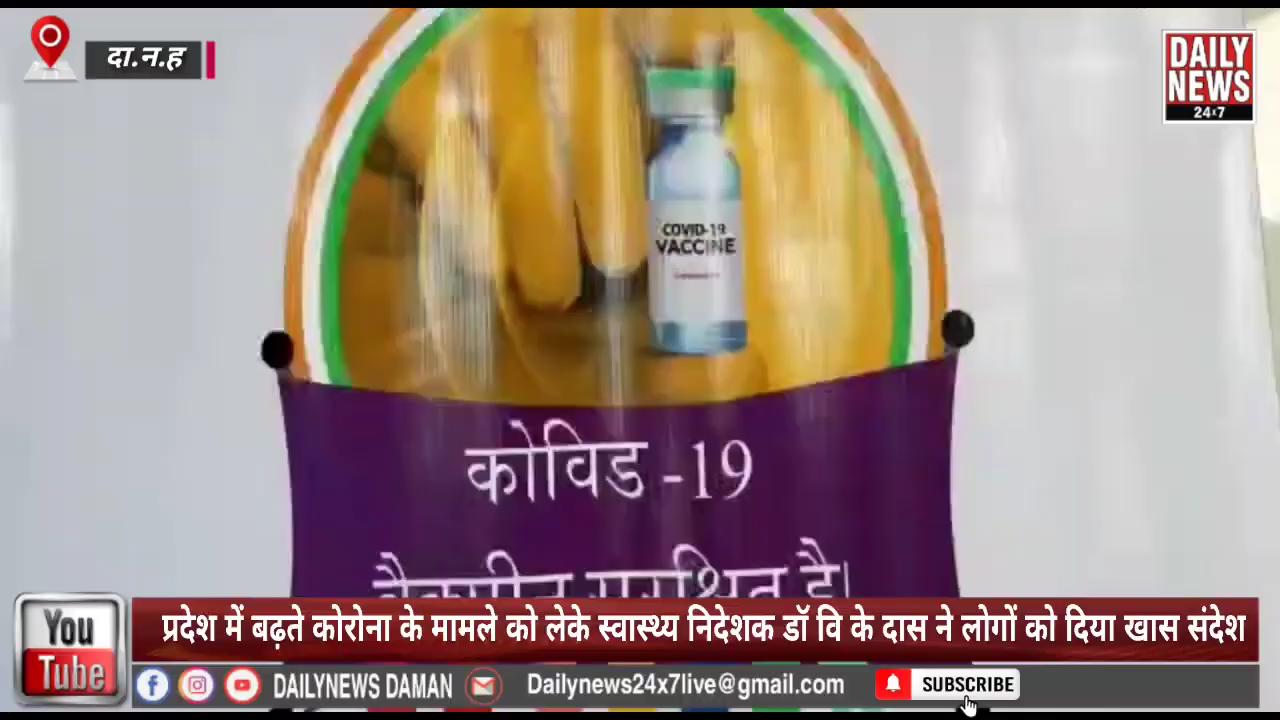 दा.न.ह
DAILY
NEWS
24x7
COVID-19
VACCINE
कोविड -19
वैक्सीन सुरक्षित है।
प्रदेश में बढ़ते कोरोना के मामले को लेके स्वास्थ्य निदेशक डॉ वि के दास ने लोगों को दिया खास संदेश
You
Tube
DAILYNEWS DAMAN
Dailynews24x7live@gmail.com
SUBSCRIBE